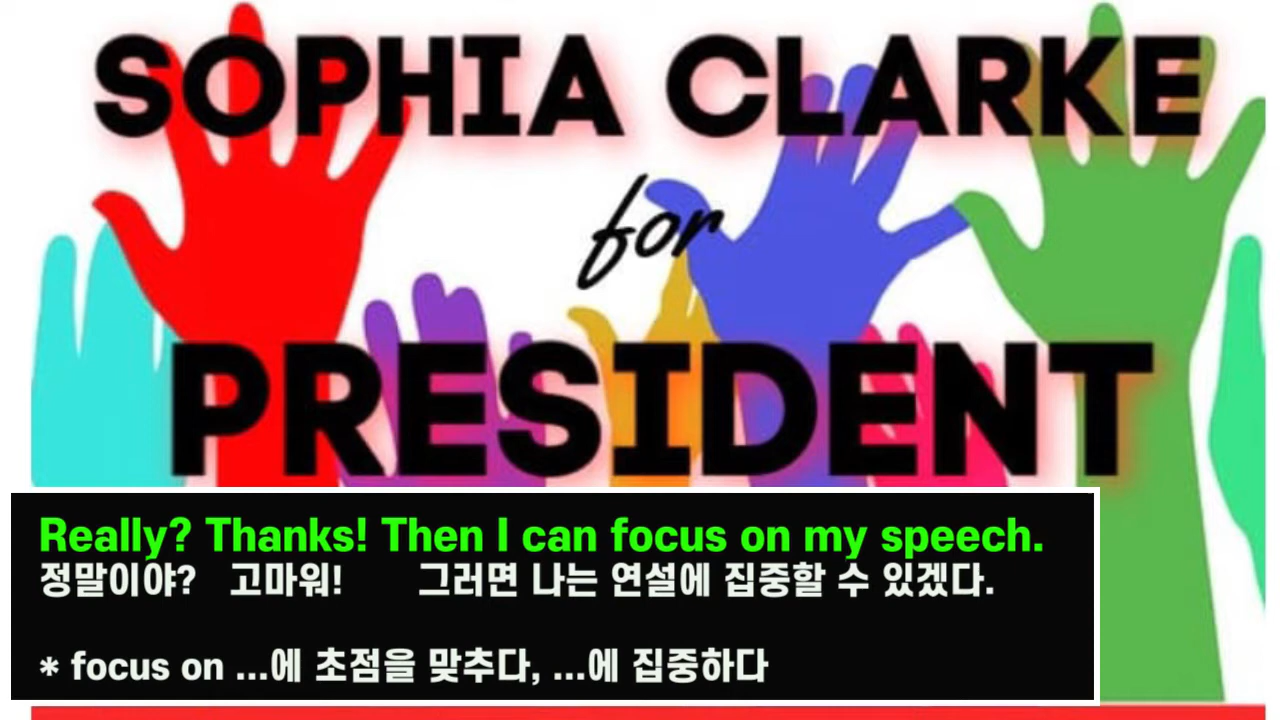 SOPHIA CLARKE
for
PRESIDENT
Really? Thanks! Then I can focus on my speech.
정말이야? 고마워! 그러면 나는 연설에 집중할 수 있겠다.
* focus on ...에 초점을 맞추다, ...에 집중하다